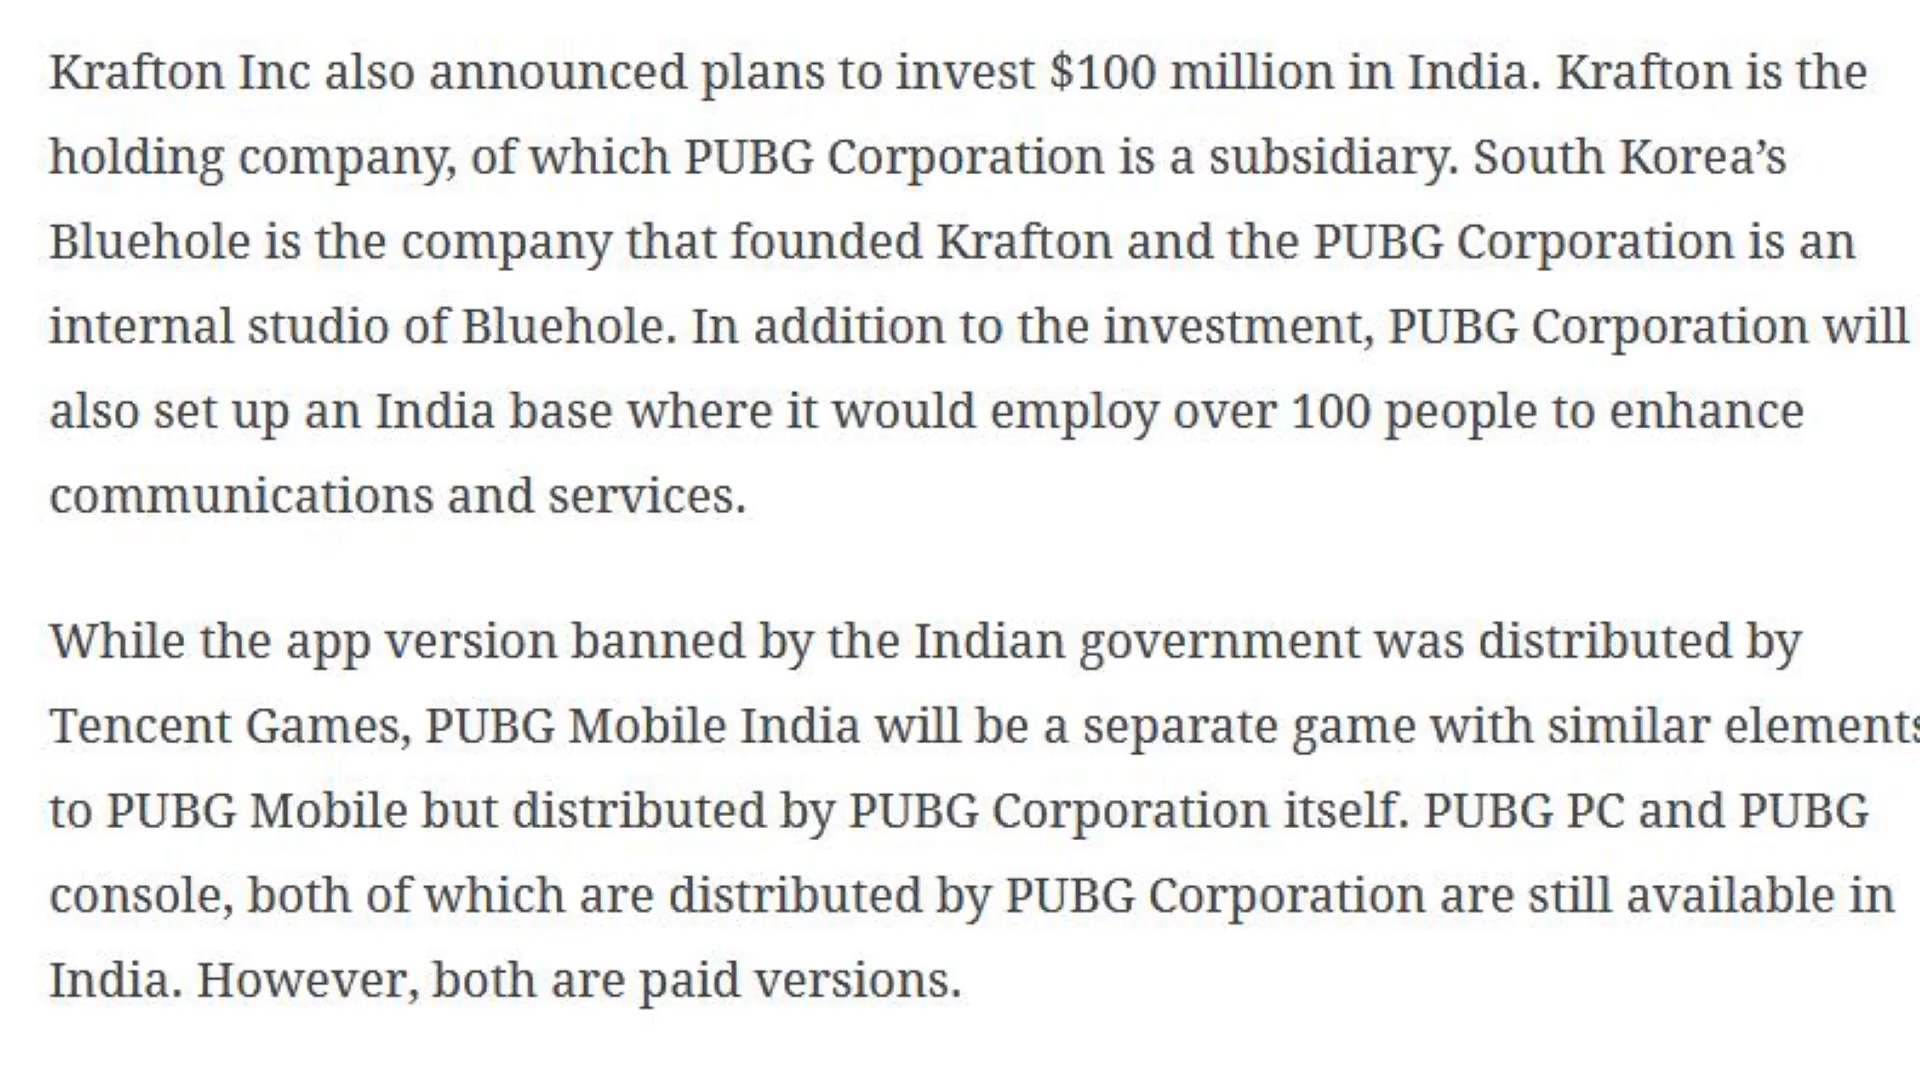 Krafton Inc also announced plans to invest $100 million in India. Krafton is the
holding company, of which PUBG Corporation is a subsidiary. South Korea’s
Bluehole is the company that founded Krafton and the PUBG Corporation is an
internal studio of Bluehole. In addition to the investment, PUBG Corporation will
also set up an India base where it would employ over 100 people to enhance
communications and services.
While the app version banned by the Indian government was distributed by
Tencent Games, PUBG Mobile India will be a separate game with similar elements
to PUBG Mobile but distributed by PUBG Corporation itself. PUBG PC and PUBG
console, both of which are distributed by PUBG Corporation are still available in
India. However, both are paid versions.